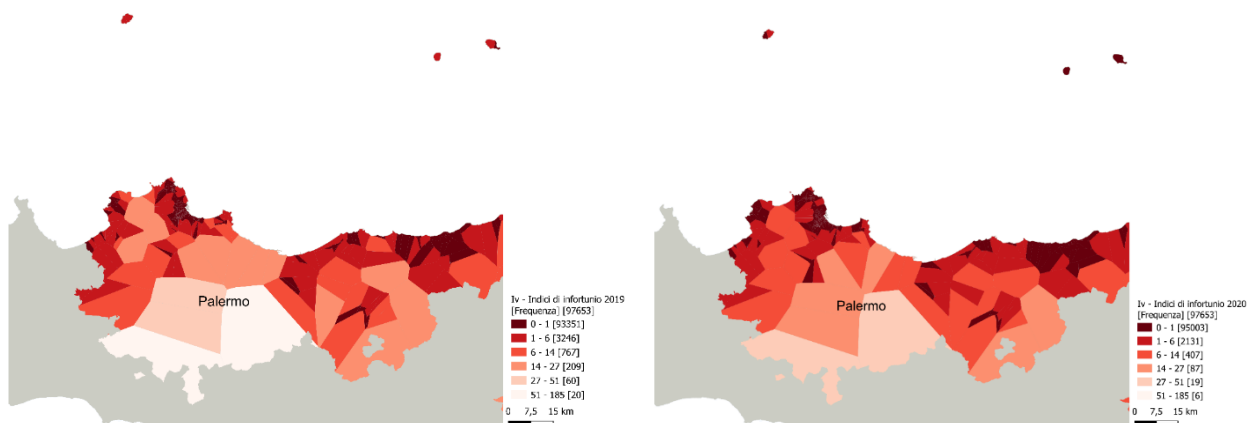 Palermo
Iv - Indici di infortunio 2019
[Frequenza] [97653]
0 - 1 [93351]
1 - 6 [3246]
6 - 14 [767]
14 - 27 [209]
27 - 51 [60]
51 - 185 [20]
0 7,5 15 km
Palermo
Iv - Indici di infortunio 2020
[Frequenza] [97653]
0 - 1 [95003]
1 - 6 [2131]
6 - 14 [407]
14 - 27 [87]
27 - 51 [19]
51 - 185 [6]
0 7,5 15 km